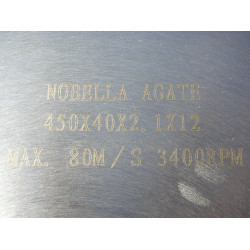 NOBELLA AGATE
450X40X2.1X12
MAX. 80M/S 3400RPM